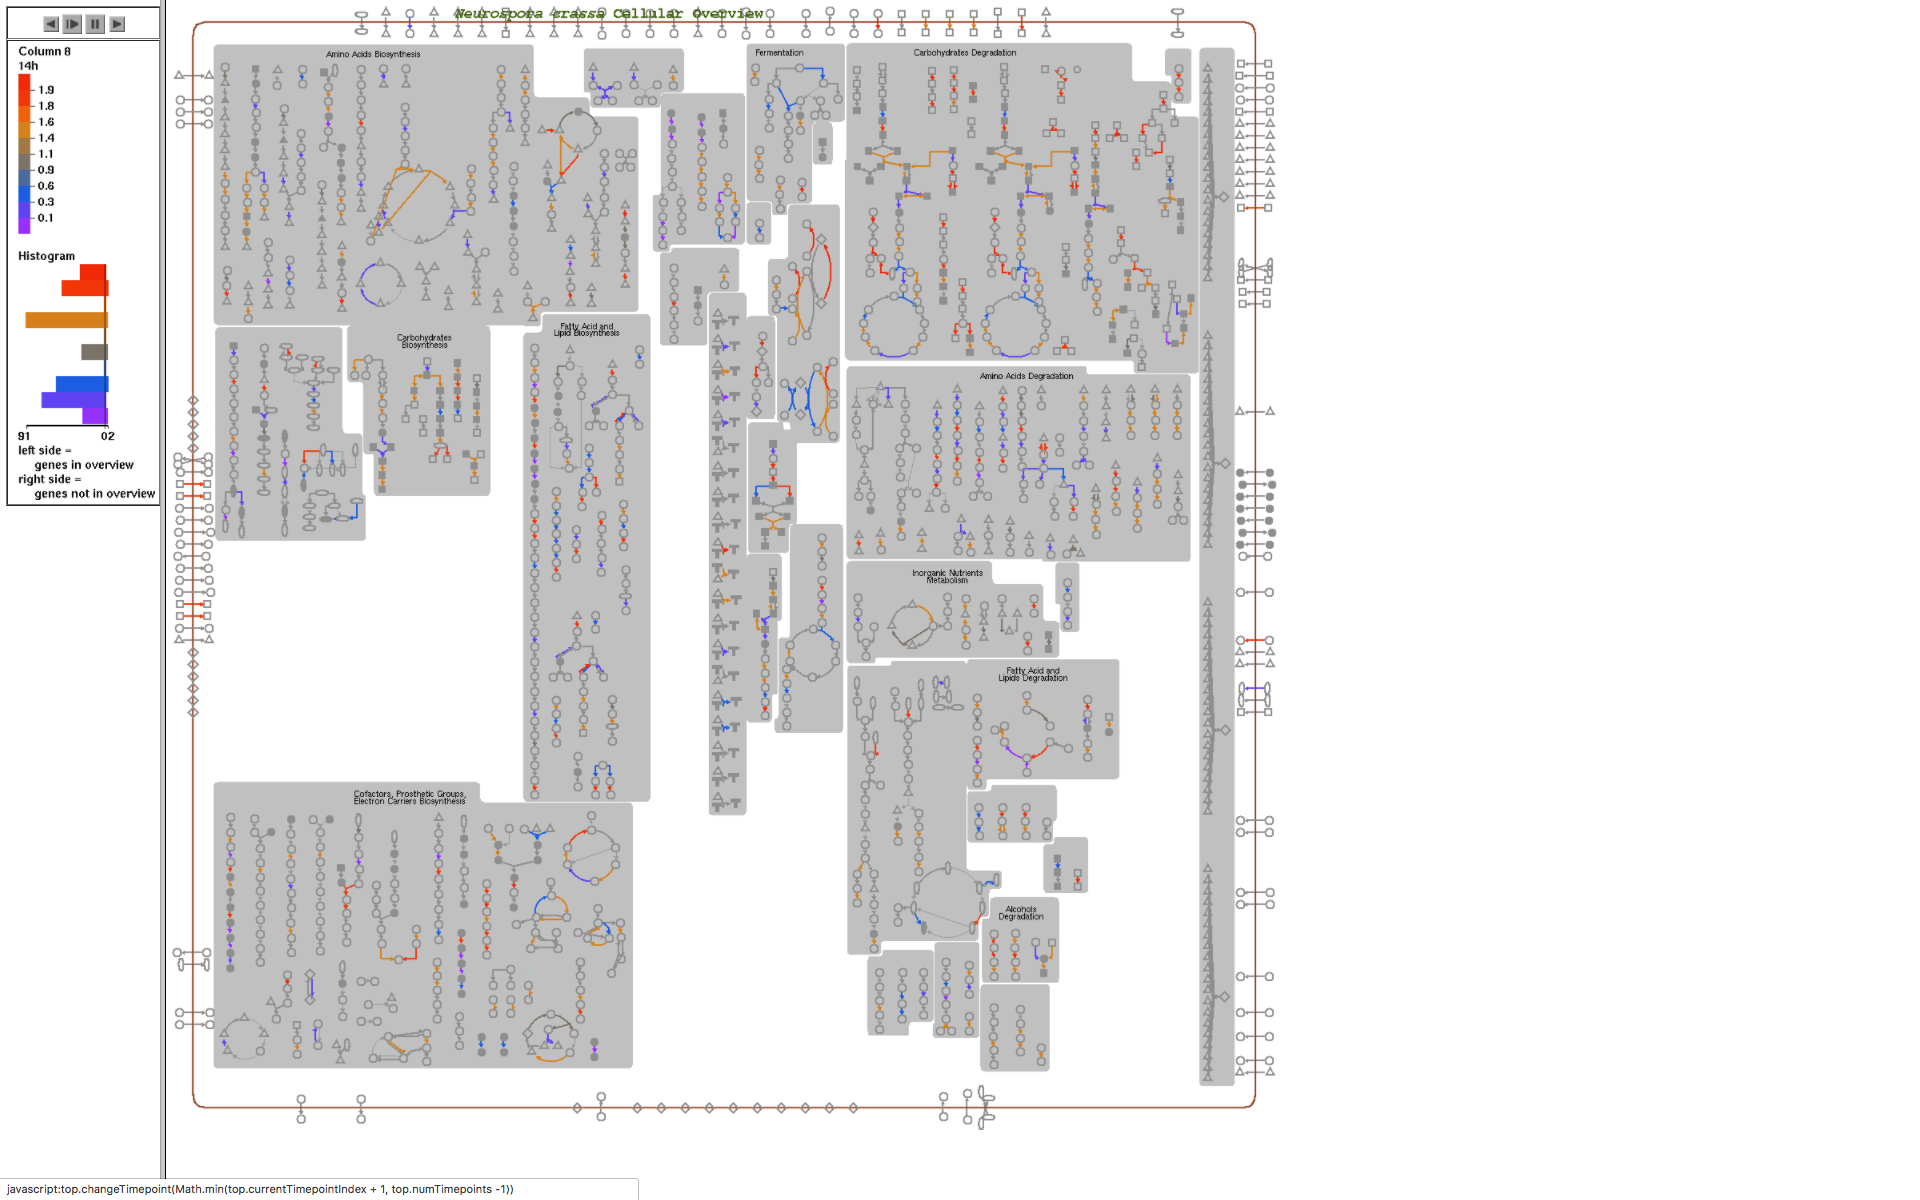 Neurospora crassa Cellular Overview
Column 8
14h
1.9
1.8
1.6
1.4
1.1
0.9
0.6
0.3
0.1
Histogram
91 02
left side =
genes in overview
right side =
genes not in overview
Amino Acids Biosynthesis
Fermentation
Carbohydrates Degradation
Carbohydrates
Biosynthesis
Fatty Acid and
Lipid Biosynthesis
Amino Acids Degradation
Inorganic Nutrients
Metabolism
Fatty Acid and
Lipids Degradation
Cofactors, Prosthetic Groups,
Electron Carriers Biosynthesis
Alcohols
Degradation
javascript:top.changeTimepoint(Math.min(top.currentTimepointIndex + 1, top.numTimepoints -1))